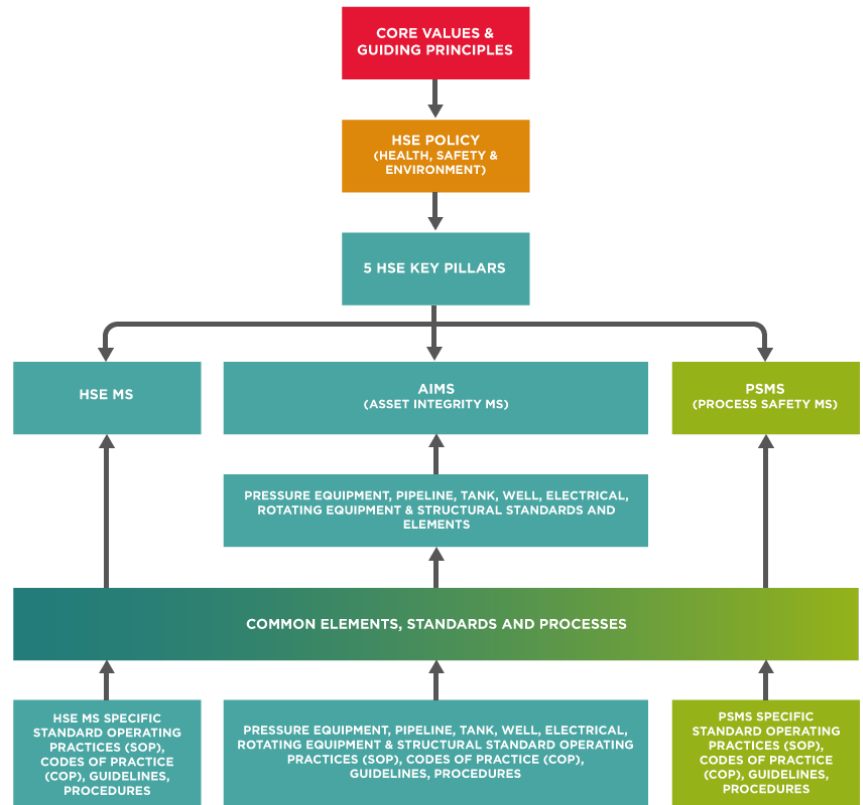 CORE VALUES &
GUIDING PRINCIPLES
HSE POLICY
(HEALTH, SAFETY &
ENVIRONMENT)
5 HSE KEY PILLARS
HSE MS
AIMS
(ASSET INTEGRITY MS)
PSMS
(PROCESS SAFETY MS)
PRESSURE EQUIPMENT, PIPELINE, TANK, WELL, ELECTRICAL,
ROTATING EQUIPMENT & STRUCTURAL STANDARDS AND
ELEMENTS
COMMON ELEMENTS, STANDARDS AND PROCESSES
HSE MS SPECIFIC
STANDARD OPERATING
PRACTICES (SOP),
CODES OF PRACTICE
(COP), GUIDELINES,
PROCEDURES
PRESSURE EQUIPMENT, PIPELINE, TANK, WELL, ELECTRICAL,
ROTATING EQUIPMENT & STRUCTURAL STANDARD OPERATING
PRACTICES (SOP), CODES OF PRACTICE (COP),
GUIDELINES, PROCEDURES
PSMS SPECIFIC
STANDARD OPERATING
PRACTICES (SOP),
CODES OF PRACTICE
(COP), GUIDELINES,
PROCEDURES